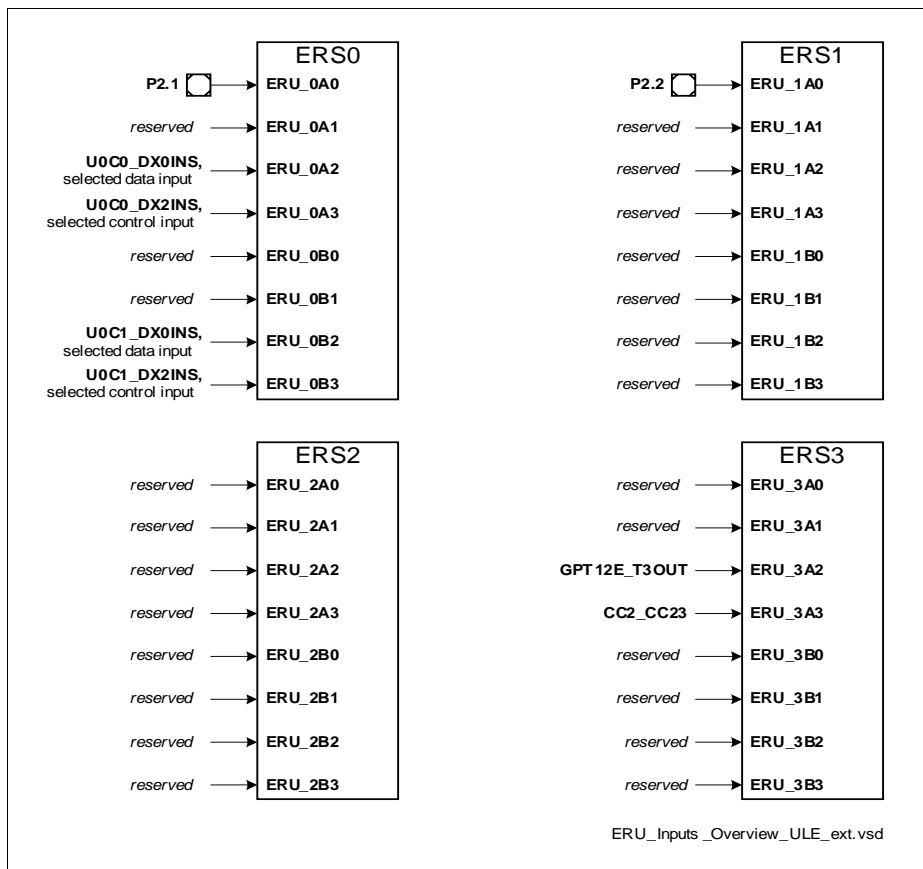 ERS0
P2.1 ERU_0A0
reserved ERU_0A1
U0C0_DX0INS,
selected data input ERU_0A2
U0C0_DX2INS,
selected control input ERU_0A3
reserved ERU_0B0
reserved ERU_0B1
U0C1_DX0INS,
selected data input ERU_0B2
U0C1_DX2INS,
selected control input ERU_0B3
ERS1
P2.2 ERU_1A0
reserved ERU_1A1
reserved ERU_1A2
reserved ERU_1A3
reserved ERU_1B0
reserved ERU_1B1
reserved ERU_1B2
reserved ERU_1B3
ERS2
reserved ERU_2A0
reserved ERU_2A1
reserved ERU_2A2
reserved ERU_2A3
reserved ERU_2B0
reserved ERU_2B1
reserved ERU_2B2
reserved ERU_2B3
ERS3
reserved ERU_3A0
reserved ERU_3A1
GPT12E_T3OUT ERU_3A2
CC2_CC23 ERU_3A3
reserved ERU_3B0
reserved ERU_3B1
reserved ERU_3B2
reserved ERU_3B3
ERU_Inputs_Overview_ULE_ext.vsd